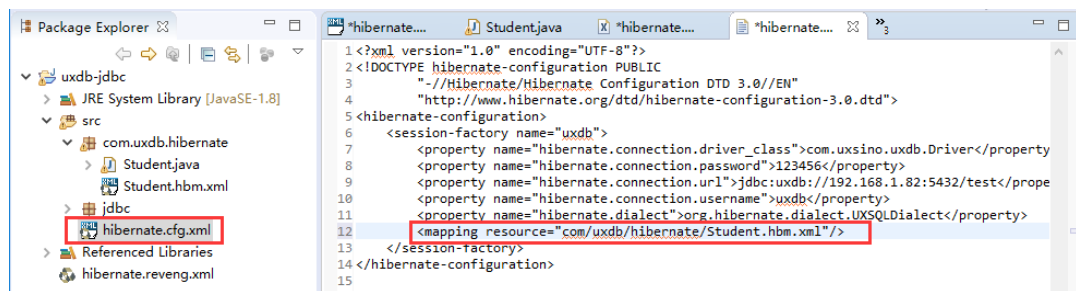 Package Explorer
uxdb-jdbc
JRE System Library [JavaSE-1.8]
src
com.uxdb.hibernate
Student.java
Student.hbm.xml
jdbc
hibernate.cfg.xml
Referenced Libraries
hibernate.reveng.xml
*hibernate.... Student.java *hibernate.... *hibernate.... »3
1 <?xml version="1.0" encoding="UTF-8"?>
2 <!DOCTYPE hibernate-configuration PUBLIC
3 "-//Hibernate/Hibernate Configuration DTD 3.0//EN"
4 "http://www.hibernate.org/dtd/hibernate-configuration-3.0.dtd">
5 <hibernate-configuration>
6 <session-factory name="uxdb">
7 <property name="hibernate.connection.driver_class">com.uxsino.uxdb.Driver</property
8 <property name="hibernate.connection.password">123456</property>
9 <property name="hibernate.connection.url">jdbc:uxdb://192.168.1.82:5432/test</prope
10 <property name="hibernate.connection.username">uxdb</property>
11 <property name="hibernate.dialect">org.hibernate.dialect.UXSQLDialect</property>
12 <mapping resource="com/uxdb/hibernate/Student.hbm.xml"/>
13 </session-factory>
14 </hibernate-configuration>
15